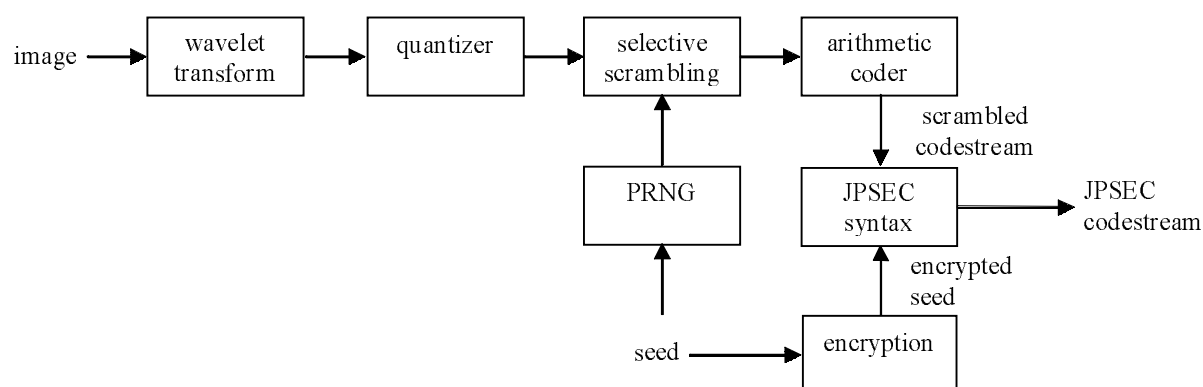 image
wavelet
transform
quantizer
selective
scrambling
arithmetic
coder
scrambled
codestream
PRNG
JPSEC
syntax
JPSEC
codestream
encrypted
seed
seed
encryption